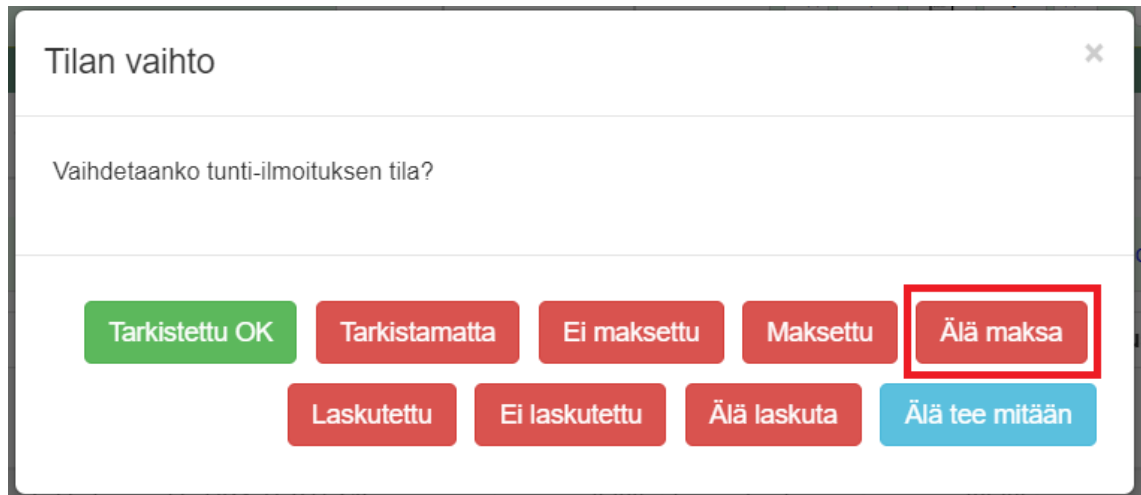 Tilan vaihto ×
Vaihdetaanko tunti-ilmoituksen tila?
Tarkistettu OK Tarkistamatta Ei maksettu Maksettu Älä maksa
Laskutettu Ei laskutettu Älä laskuta Älä tee mitään